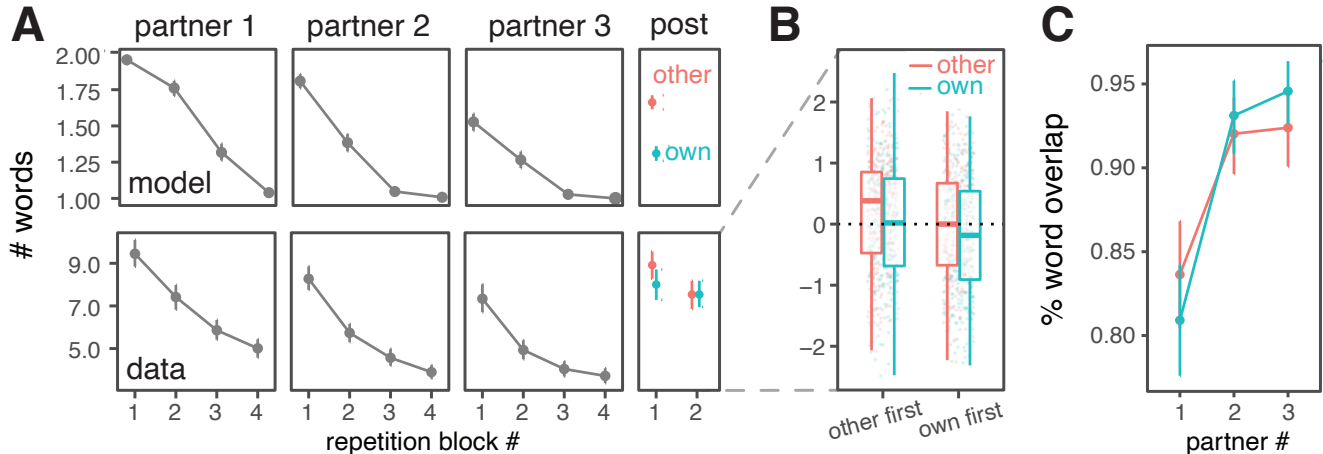 A
partner 1
partner 2
partner 3
post
# words
2.00
1.75
1.50
1.25
1.00
model
other
own
9.0
7.0
5.0
data
1 2 3 4
1 2 3 4
1 2 3 4
1 2
repetition block #
B
other
own
2
1
0
−1
−2
other first
own first
C
% word overlap
0.95
0.90
0.85
0.80
1 2 3
partner #